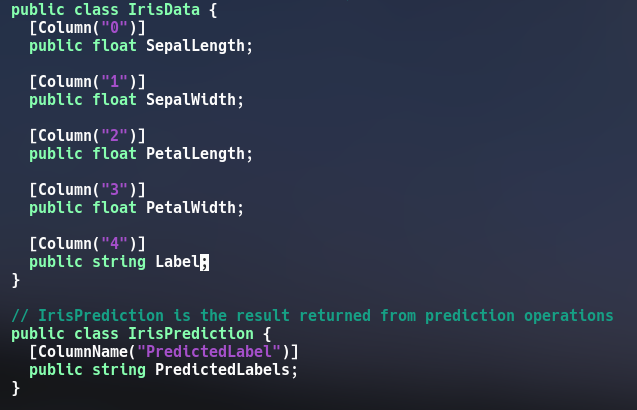 public class IrisData {
  [Column("0")]
  public float SepalLength;

  [Column("1")]
  public float SepalWidth;

  [Column("2")]
  public float PetalLength;

  [Column("3")]
  public float PetalWidth;

  [Column("4")]
  public string Label;
}

// IrisPrediction is the result returned from prediction operations
public class IrisPrediction {
  [ColumnName("PredictedLabel")]
  public string PredictedLabels;
}